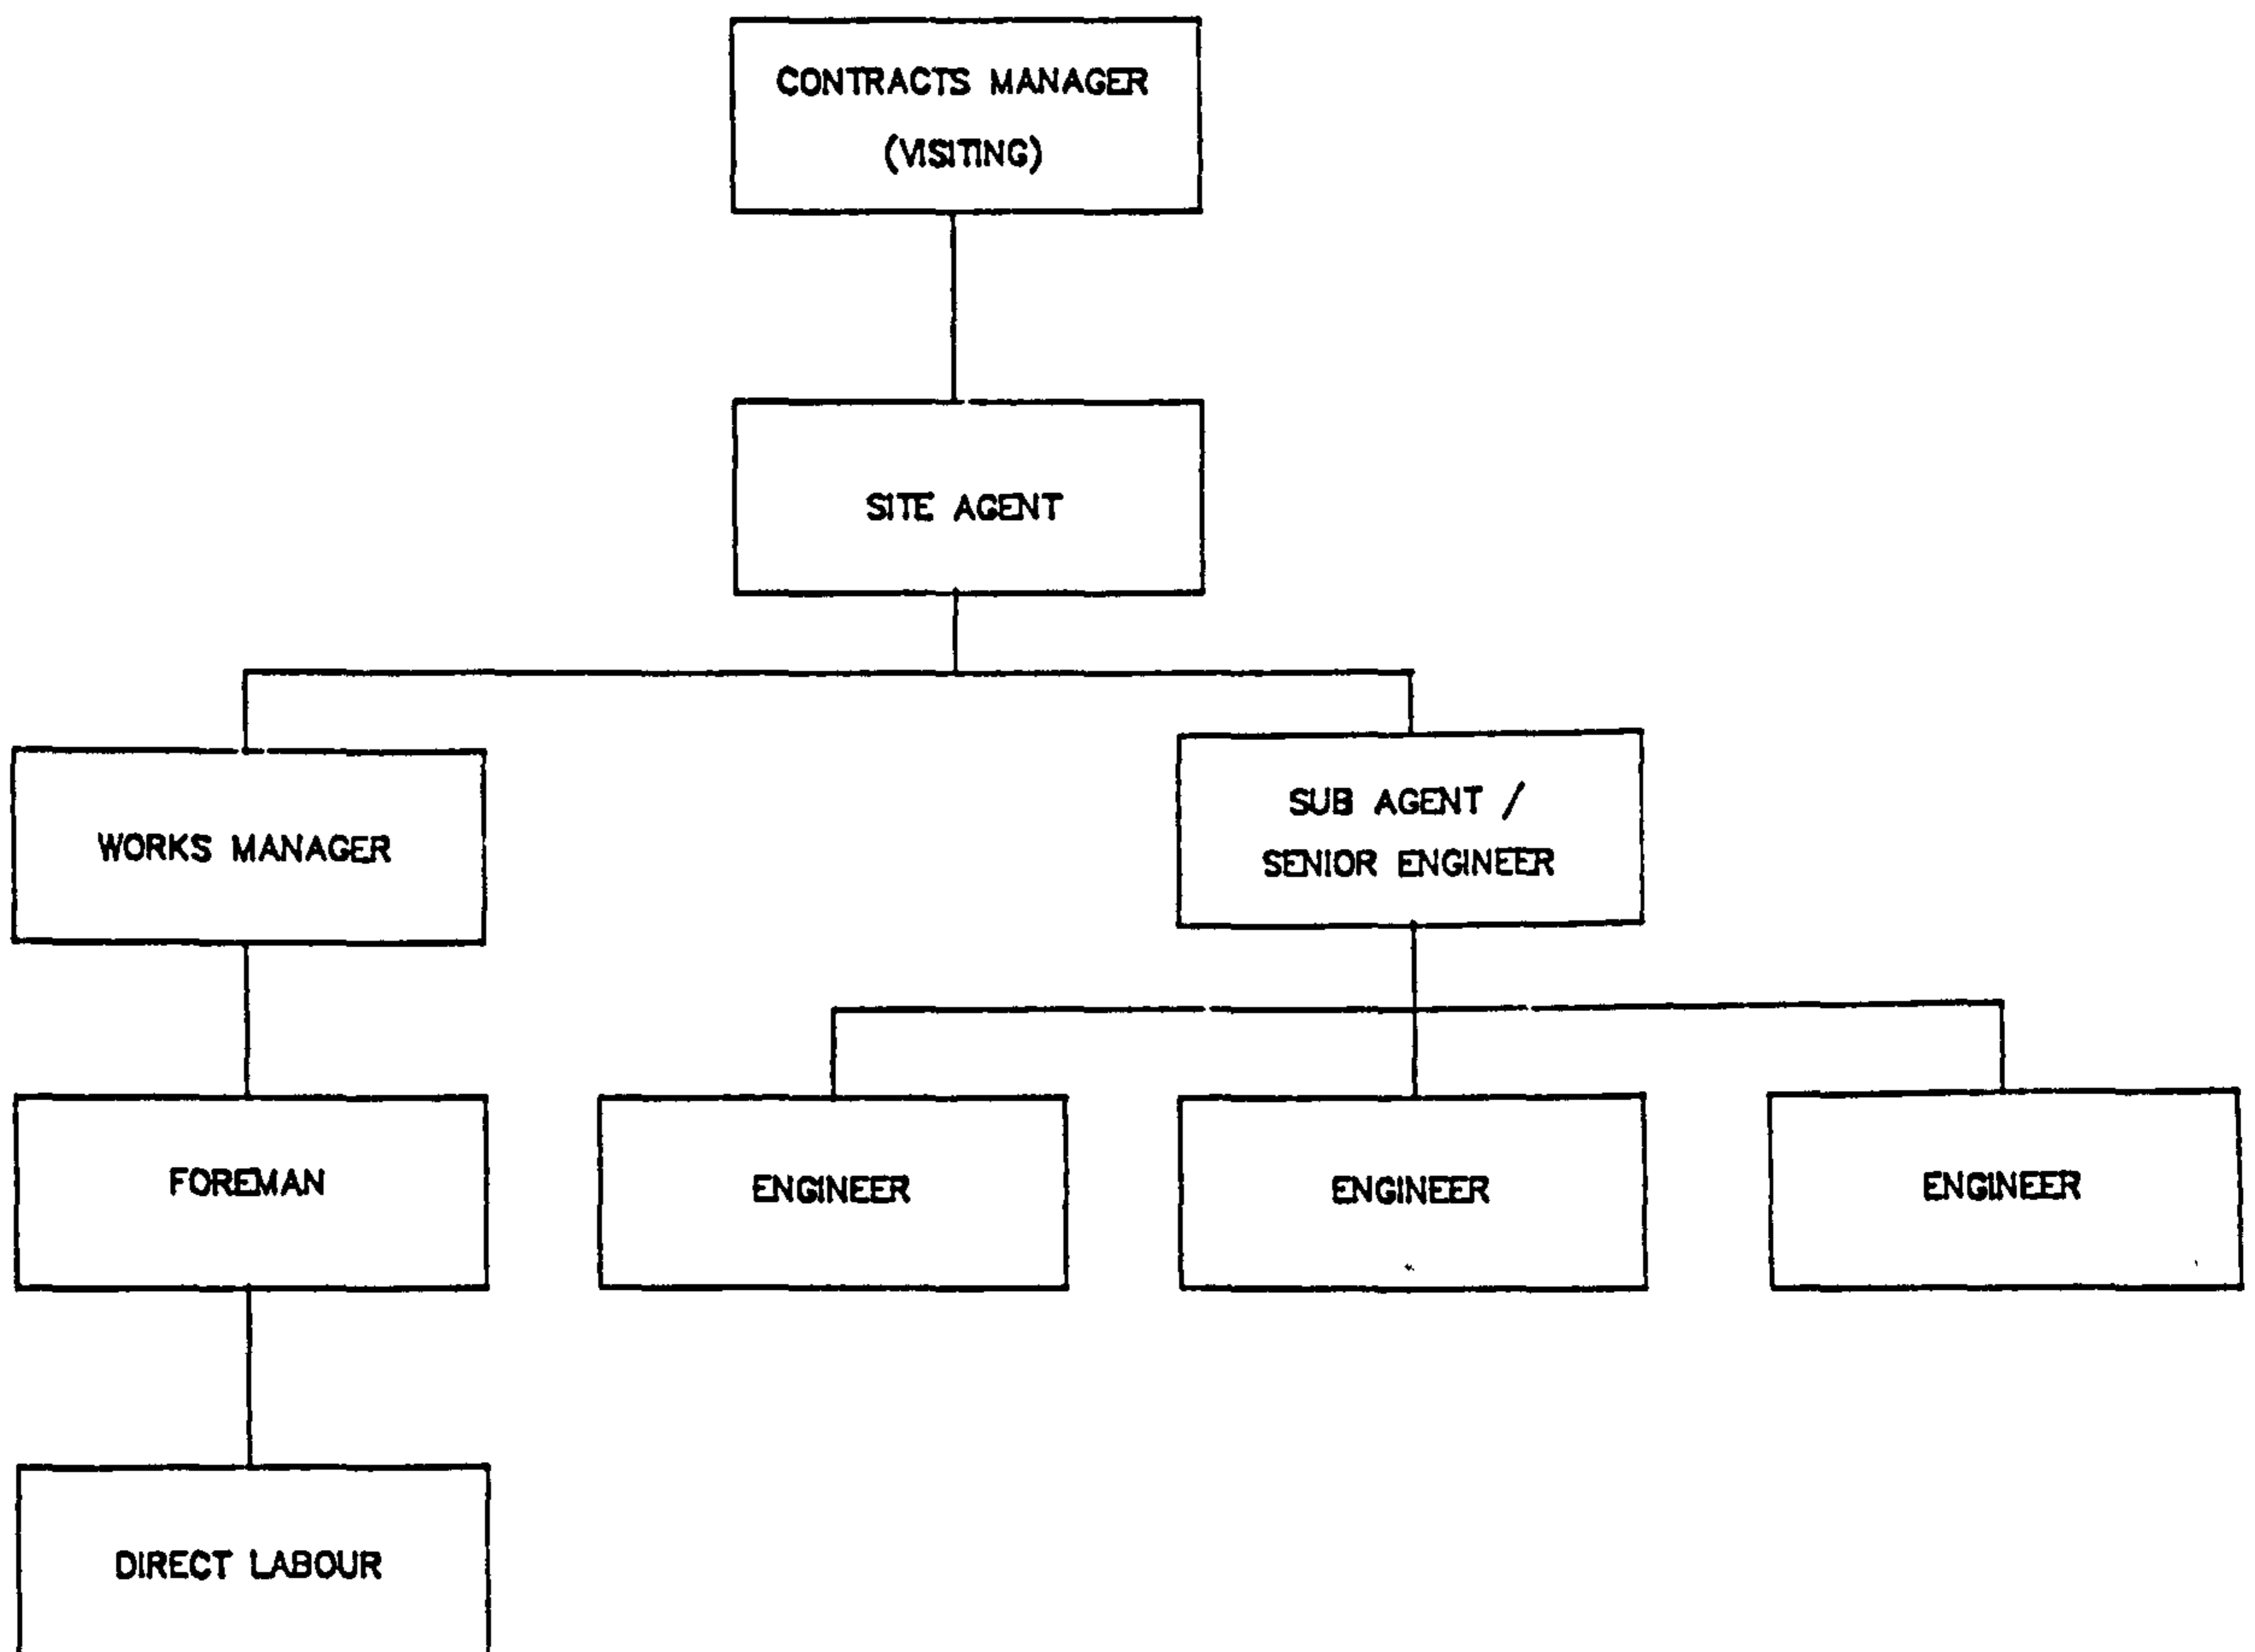 CONTRACTS MANAGER
(VISITING)
SITE AGENT
WORKS MANAGER
SUB AGENT /
SENIOR ENGINEER
FOREMAN
ENGINEER
ENGINEER
ENGINEER
DIRECT LABOUR